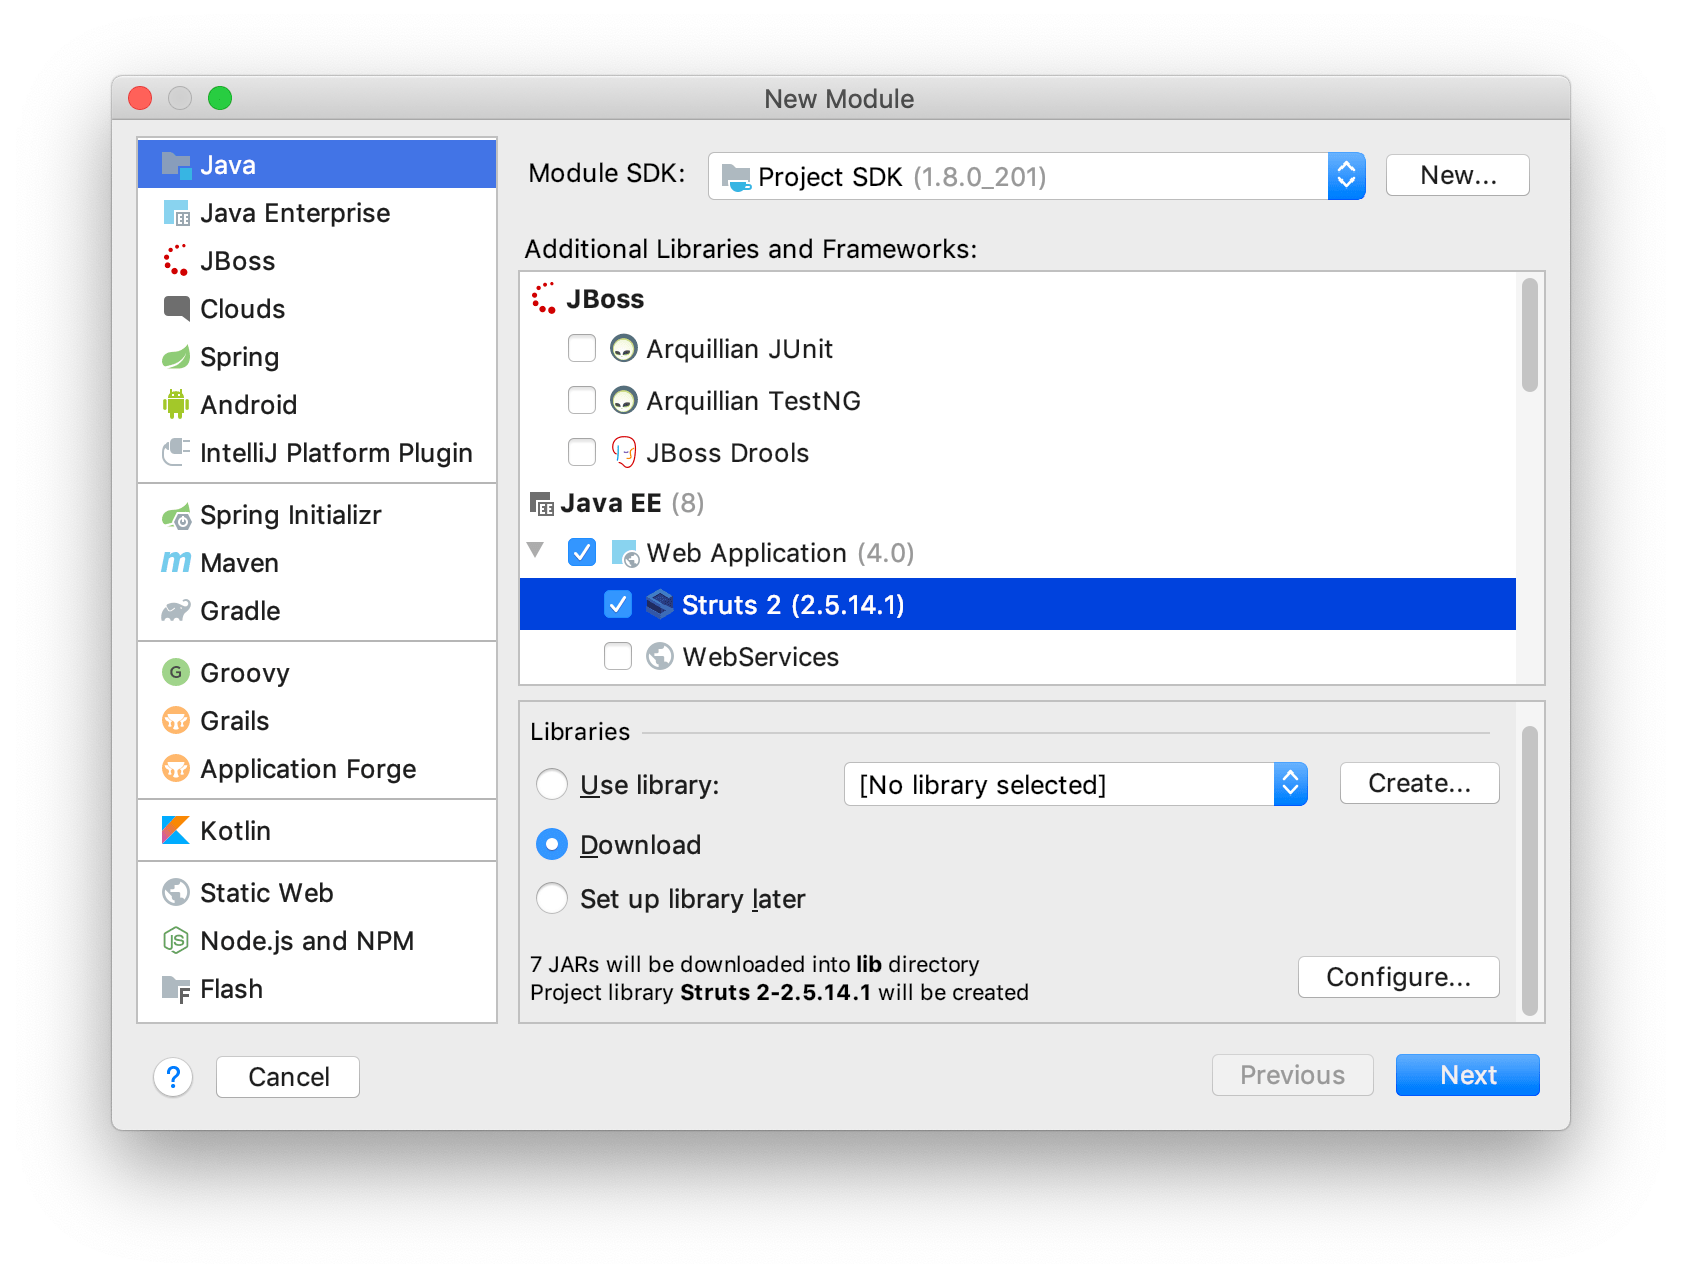 New Module
Java
Java Enterprise
JBoss
Clouds
Spring
Android
IntelliJ Platform Plugin
Spring Initializr
m Maven
Gradle
G Groovy
Grails
Application Forge
Kotlin
Static Web
JS Node.js and NPM
F Flash
Module SDK: Project SDK (1.8.0_201) New...
Additional Libraries and Frameworks:
JBoss
Arquillian JUnit
Arquillian TestNG
JBoss Drools
Java EE (8)
Web Application (4.0)
Struts 2 (2.5.14.1)
WebServices
Libraries
Use library: [No library selected] Create...
Download
Set up library later
7 JARs will be downloaded into lib directory
Project library Struts 2-2.5.14.1 will be created
Configure...
? Cancel Previous Next